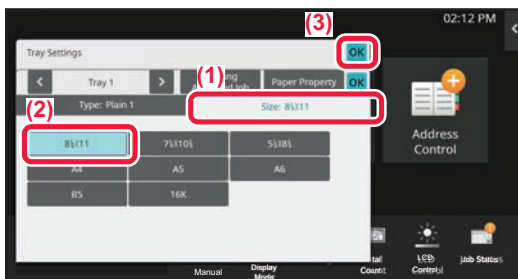 02:12 PM
(3)
Tray Settings
OK
(1)
Tray 1
Paper Property
OK
(2)
Type: Plain 1
Size: 8½X11
8½X11
7¼X10½
5½X8½
A4
A5
A6
B5
16K
Address
Control
Manual
Display
Count
LCD
Job Status